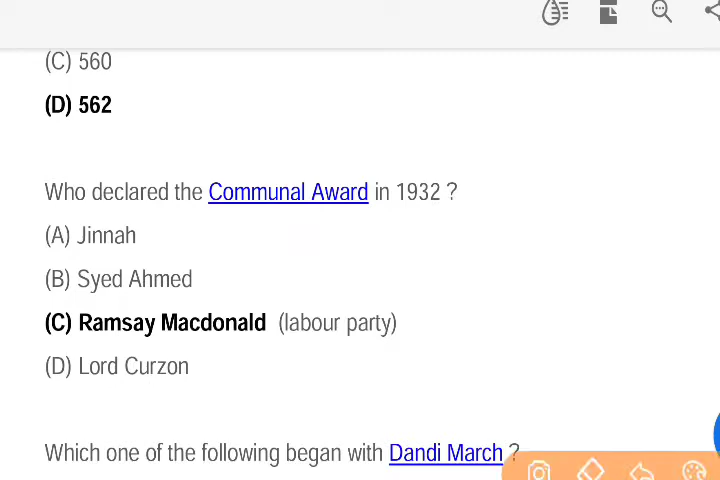 (C) 560
(D) 562
Who declared the Communal Award in 1932 ?
(A) Jinnah
(B) Syed Ahmed
(C) Ramsay Macdonald (labour party)
(D) Lord Curzon
Which one of the following began with Dandi March ?